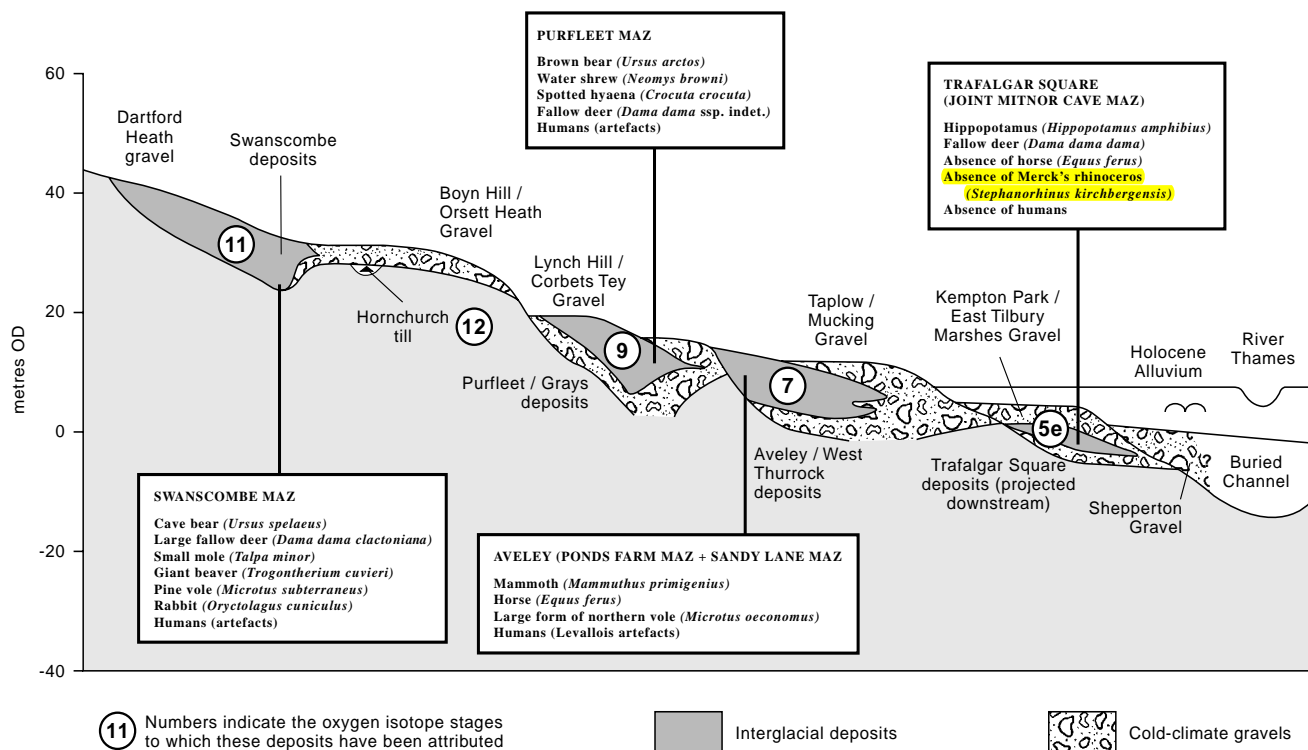 PURFLEET MAZ
Brown bear (Ursus arctos)
Water shrew (Neomys browni)
Spotted hyaena (Crocuta crocuta)
Fallow deer (Dama dama ssp. indet.)
Humans (artefacts)
TRAFALGAR SQUARE
(JOINT MITNOR CAVE MAZ)
Hippopotamus (Hippopotamus amphibius)
Fallow deer (Dama dama dama)
Absence of horse (Equus ferus)
Absence of Merck's rhinoceros
(Stephanorhinus kirchbergensis)
Absence of humans
metres OD
60
40
20
0
-20
-40
Dartford
Heath
gravel
Swanscombe
deposits
11
Boyn Hill /
Orsett Heath
Gravel
Hornchurch
till
12
Lynch Hill /
Corbets Tey
Gravel
9
Purfleet / Grays
deposits
Taplow /
Mucking
Gravel
7
Aveley / West
Thurrock
deposits
Kempton Park /
East Tilbury
Marshes Gravel
5e
Trafalgar Square
deposits (projected
downstream)
Holocene
Alluvium
River
Thames
Shepperton
Gravel
Buried
Channel
SWANSCOMBE MAZ
Cave bear (Ursus spelaeus)
Large fallow deer (Dama dama clactoniana)
Small mole (Talpa minor)
Giant beaver (Trogontherium cuvieri)
Pine vole (Microtus subterraneus)
Rabbit (Oryctolagus cuniculus)
Humans (artefacts)
AVELEY (PONDS FARM MAZ + SANDY LANE MAZ
Mammoth (Mammuthus primigenius)
Horse (Equus ferus)
Large form of northern vole (Microtus oeconomus)
Humans (Levallois artefacts)
11
Numbers indicate the oxygen isotope stages
to which these deposits have been attributed
Interglacial deposits
Cold-climate gravels